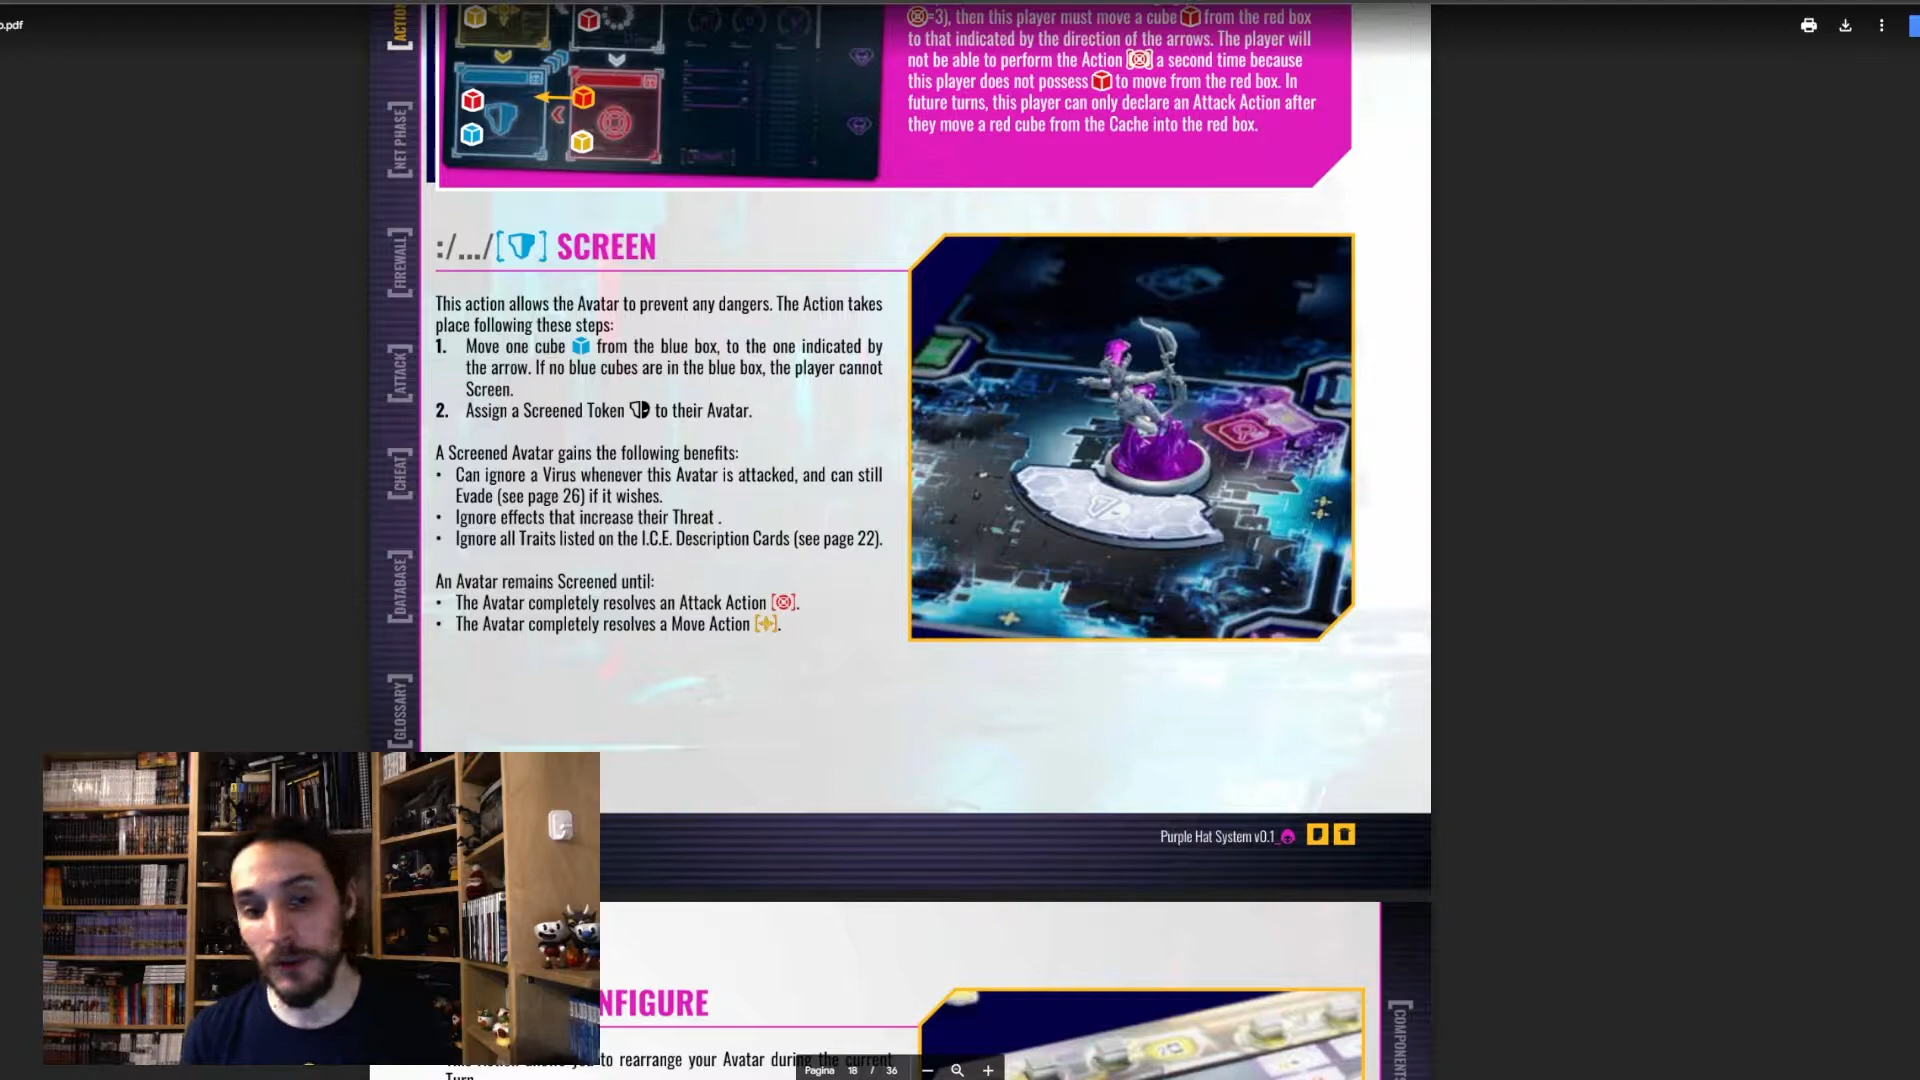 o.pdf
[ACTION
=3), then this player must move a cube from the red box
to that indicated by the direction of the arrows. The player will
not be able to perform the Action [ ] a second time because
this player does not possess to move from the red box. In
future turns, this player can only declare an Attack Action after
they move a red cube from the Cache into the red box.
[NET PHASE]
[FIREWALL]
[ATTACK]
[CHEAT]
[DATABASE]
[GLOSSARY]
:/.../[ ] SCREEN
This action allows the Avatar to prevent any dangers. The Action takes
place following these steps:
1. Move one cube from the blue box, to the one indicated by
the arrow. If no blue cubes are in the blue box, the player cannot
Screen.
2. Assign a Screened Token to their Avatar.
A Screened Avatar gains the following benefits:
• Can ignore a Virus whenever this Avatar is attacked, and can still
Evade (see page 26) if it wishes.
• Ignore effects that increase their Threat .
• Ignore all Traits listed on the I.C.E. Description Cards (see page 22).
An Avatar remains Screened until:
• The Avatar completely resolves an Attack Action [ ].
• The Avatar completely resolves a Move Action [ ].
Purple Hat System v0.1_
NFIGURE
to rearrange your Avatar during the current
Turn
[COMPONENTS
Pagina 18 / 36